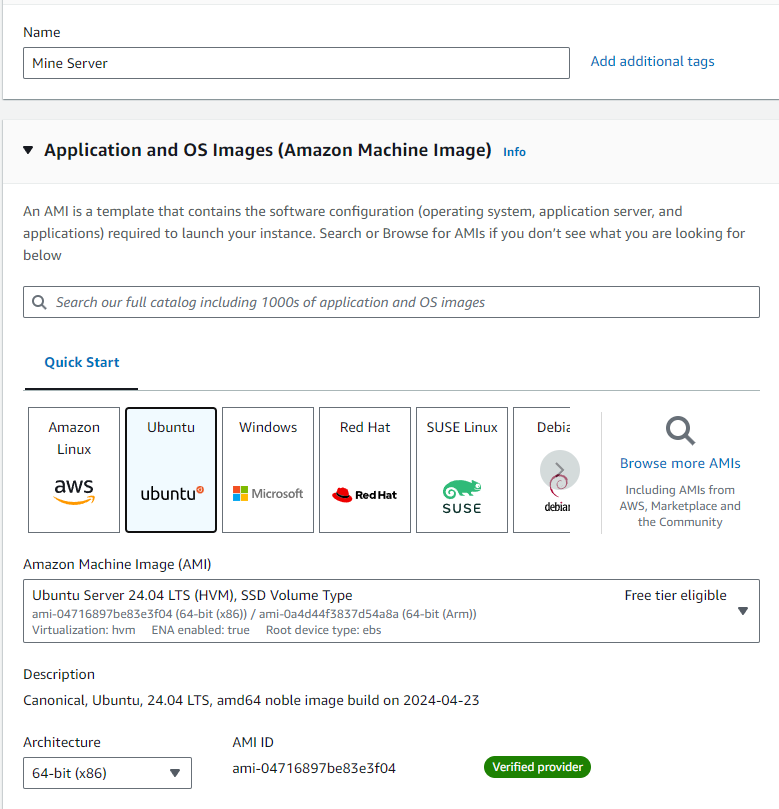 Name
Mine Server
Add additional tags
Application and OS Images (Amazon Machine Image) Info
An AMI is a template that contains the software configuration (operating system, application server, and
applications) required to launch your instance. Search or Browse for AMIs if you don't see what you are looking for
below
Search our full catalog including 1000s of application and OS images
Quick Start
Amazon
Linux
aws
Ubuntu
ubuntu
Windows
Microsoft
Red Hat
Red Hat
SUSE Linux
SUSE
Debia
debian
Browse more AMIs
Including AMIs from
AWS, Marketplace and
the Community
Amazon Machine Image (AMI)
Ubuntu Server 24.04 LTS (HVM), SSD Volume Type
Free tier eligible
ami-04716897be83e3f04 (64-bit (x86)) / ami-0a4d44f3837d54a8a (64-bit (Arm))
Virtualization: hvm ENA enabled: true Root device type: ebs
Description
Canonical, Ubuntu, 24.04 LTS, amd64 noble image build on 2024-04-23
Architecture
64-bit (x86)
AMI ID
ami-04716897be83e3f04
Verified provider